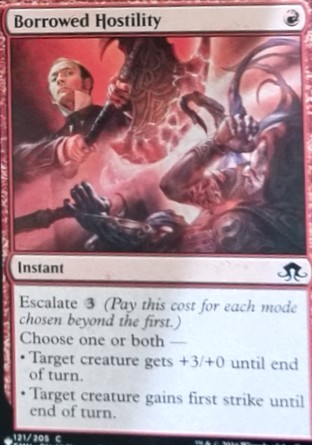 Borrowed Hostility
Instant
Escalate 3 (Pay this cost for each mode
chosen beyond the first.)
Choose one or both —
• Target creature gets +3/+0 until end
of turn.
• Target creature gains first strike until
end of turn.
121/205 C